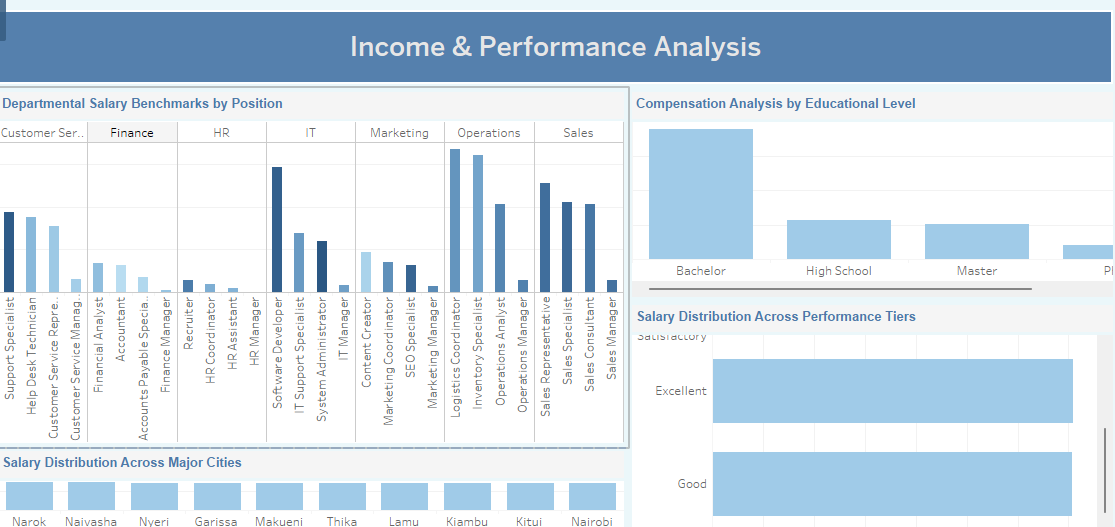 Income & Performance Analysis
Departmental Salary Benchmarks by Position
Customer Ser.. Finance HR IT Marketing Operations Sales
Support Specialist
Help Desk Technician
Customer Service Repre..
Customer Service Manag..
Financial Analyst
Accountant
Accounts Payable Specia..
Finance Manager
Recruiter
HR Coordinator
HR Assistant
HR Manager
Software Developer
IT Support Specialist
System Administrator
IT Manager
Content Creator
Marketing Coordinator
SEO Specialist
Marketing Manager
Logistics Coordinator
Inventory Specialist
Operations Analyst
Operations Manager
Sales Representative
Sales Specialist
Sales Consultant
Sales Manager
Compensation Analysis by Educational Level
Bachelor High School Master P
Salary Distribution Across Performance Tiers
Satisfactory
Excellent
Good
Salary Distribution Across Major Cities
Narok Naivasha Nyeri Garissa Makueni Thika Lamu Kiambu Kitui Nairobi